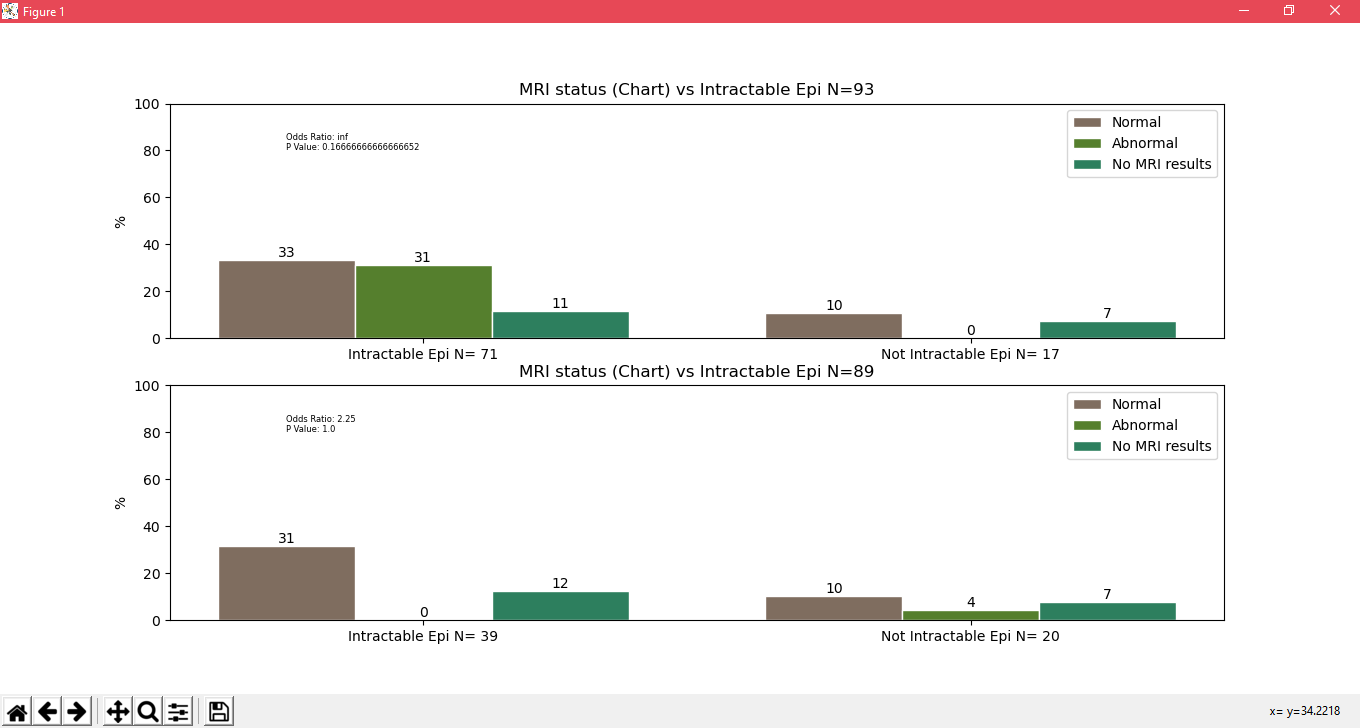 Figure 1
MRI status (Chart) vs Intractable Epi N=93
100
80
60
40
20
0
%
Odds Ratio: inf
P Value: 0.16666666666666652
Normal
Abnormal
No MRI results
33
31
11
10
0
7
Intractable Epi N= 71
Not Intractable Epi N= 17
MRI status (Chart) vs Intractable Epi N=89
100
80
60
40
20
0
%
Odds Ratio: 2.25
P Value: 1.0
Normal
Abnormal
No MRI results
31
0
12
10
4
7
Intractable Epi N= 39
Not Intractable Epi N= 20
x= y=34.2218